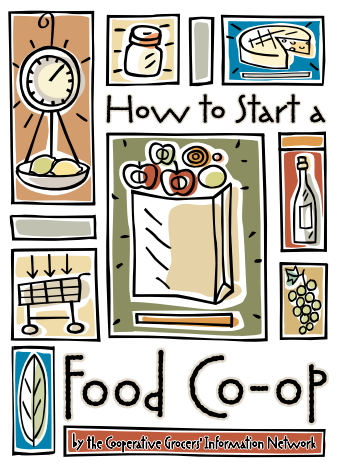 How to Start a
Food Co-op
by the Cooperative Grocers' Information Network